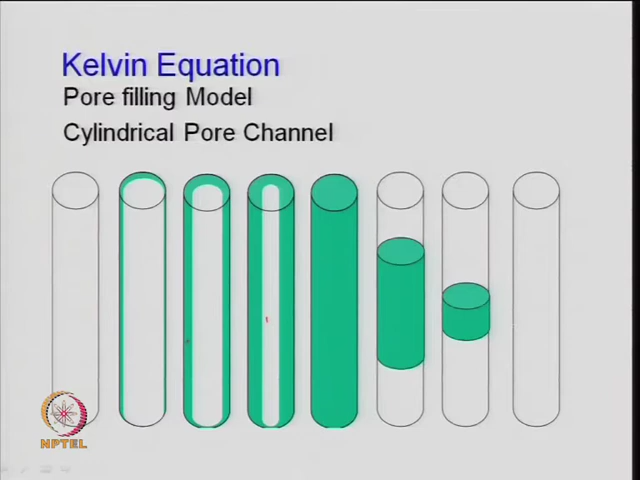 Kelvin Equation
Pore filling Model
Cylindrical Pore Channel
NPTEL